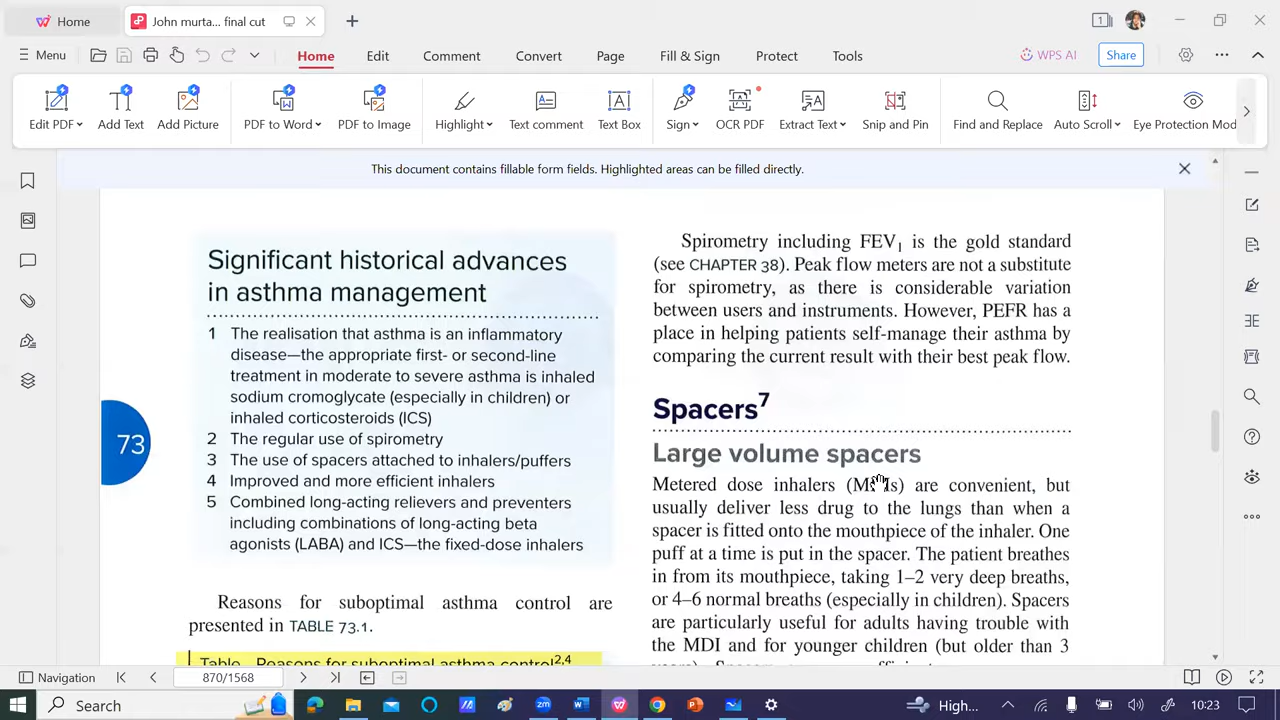 Home
John murta... final cut
1
Menu
Home
Edit
Comment
Convert
Page
Fill & Sign
Protect
Tools
WPS AI
Share
Edit PDF
Add Text
Add Picture
PDF to Word
PDF to Image
Highlight
Text comment
Text Box
Sign
OCR PDF
Extract Text
Snip and Pin
Find and Replace
Auto Scroll
Eye Protection Mod
This document contains fillable form fields. Highlighted areas can be filled directly.
Significant historical advances
in asthma management
1 The realisation that asthma is an inflammatory
disease—the appropriate first- or second-line
treatment in moderate to severe asthma is inhaled
sodium cromoglycate (especially in children) or
inhaled corticosteroids (ICS)
2 The regular use of spirometry
3 The use of spacers attached to inhalers/puffers
4 Improved and more efficient inhalers
5 Combined long-acting relievers and preventers
including combinations of long-acting beta
agonists (LABA) and ICS—the fixed-dose inhalers
73
Reasons for suboptimal asthma control are
presented in TABLE 73.1.
Table Reasons for suboptimal asthma control2,4
Spirometry including FEV1 is the gold standard
(see CHAPTER 38). Peak flow meters are not a substitute
for spirometry, as there is considerable variation
between users and instruments. However, PEFR has a
place in helping patients self-manage their asthma by
comparing the current result with their best peak flow.
Spacers7
Large volume spacers
Metered dose inhalers (MDIs) are convenient, but
usually deliver less drug to the lungs than when a
spacer is fitted onto the mouthpiece of the inhaler. One
puff at a time is put in the spacer. The patient breathes
in from its mouthpiece, taking 1–2 very deep breaths,
or 4–6 normal breaths (especially in children). Spacers
are particularly useful for adults having trouble with
the MDI and for younger children (but older than 3
Navigation
870/1568
Search
High...
10:23